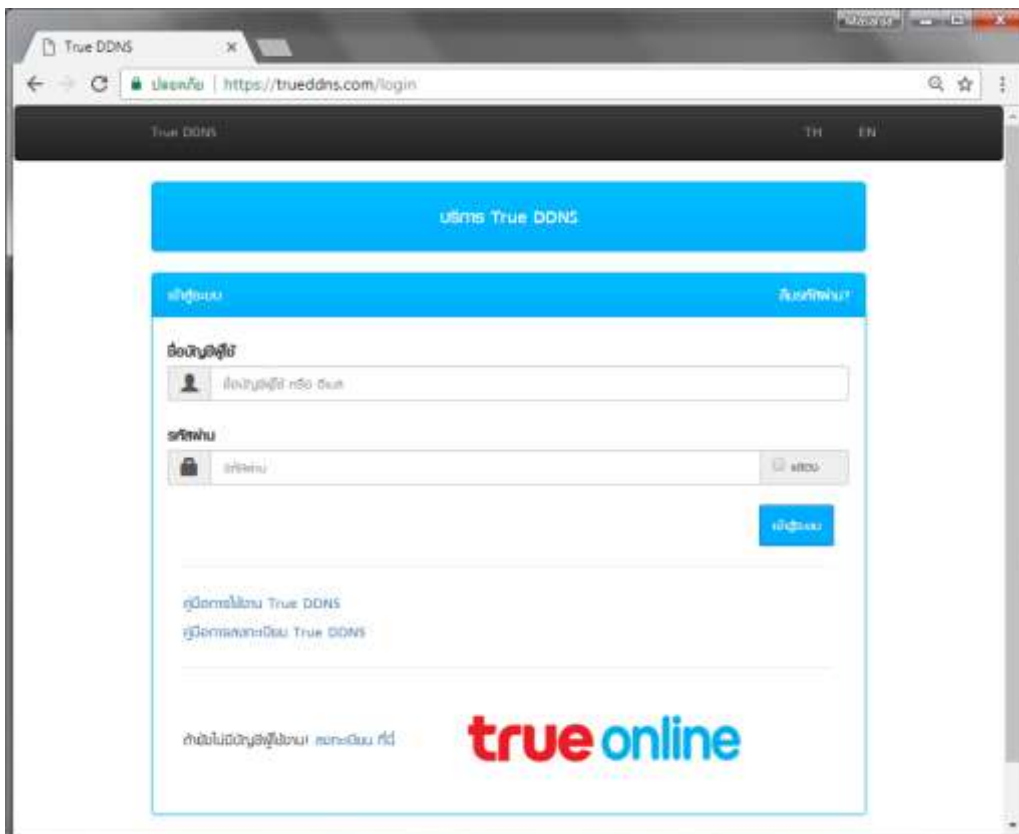 Masaras
True DDNS
ปลอดภัย | https://trueddns.com/login
True DDNS TH EN
บริการ True DDNS
เข้าสู่ระบบ ลืมรหัสผ่าน?
ชื่อบัญชีผู้ใช้
ชื่อบัญชีผู้ใช้ หรือ อีเมล
รหัสผ่าน
รหัสผ่าน แสดง
เข้าสู่ระบบ
คู่มือการใช้งาน True DDNS
คู่มือการลงทะเบียน True DDNS
ถ้ายังไม่มีบัญชีผู้ใช้งาน! ลงทะเบียน ที่นี่
true online